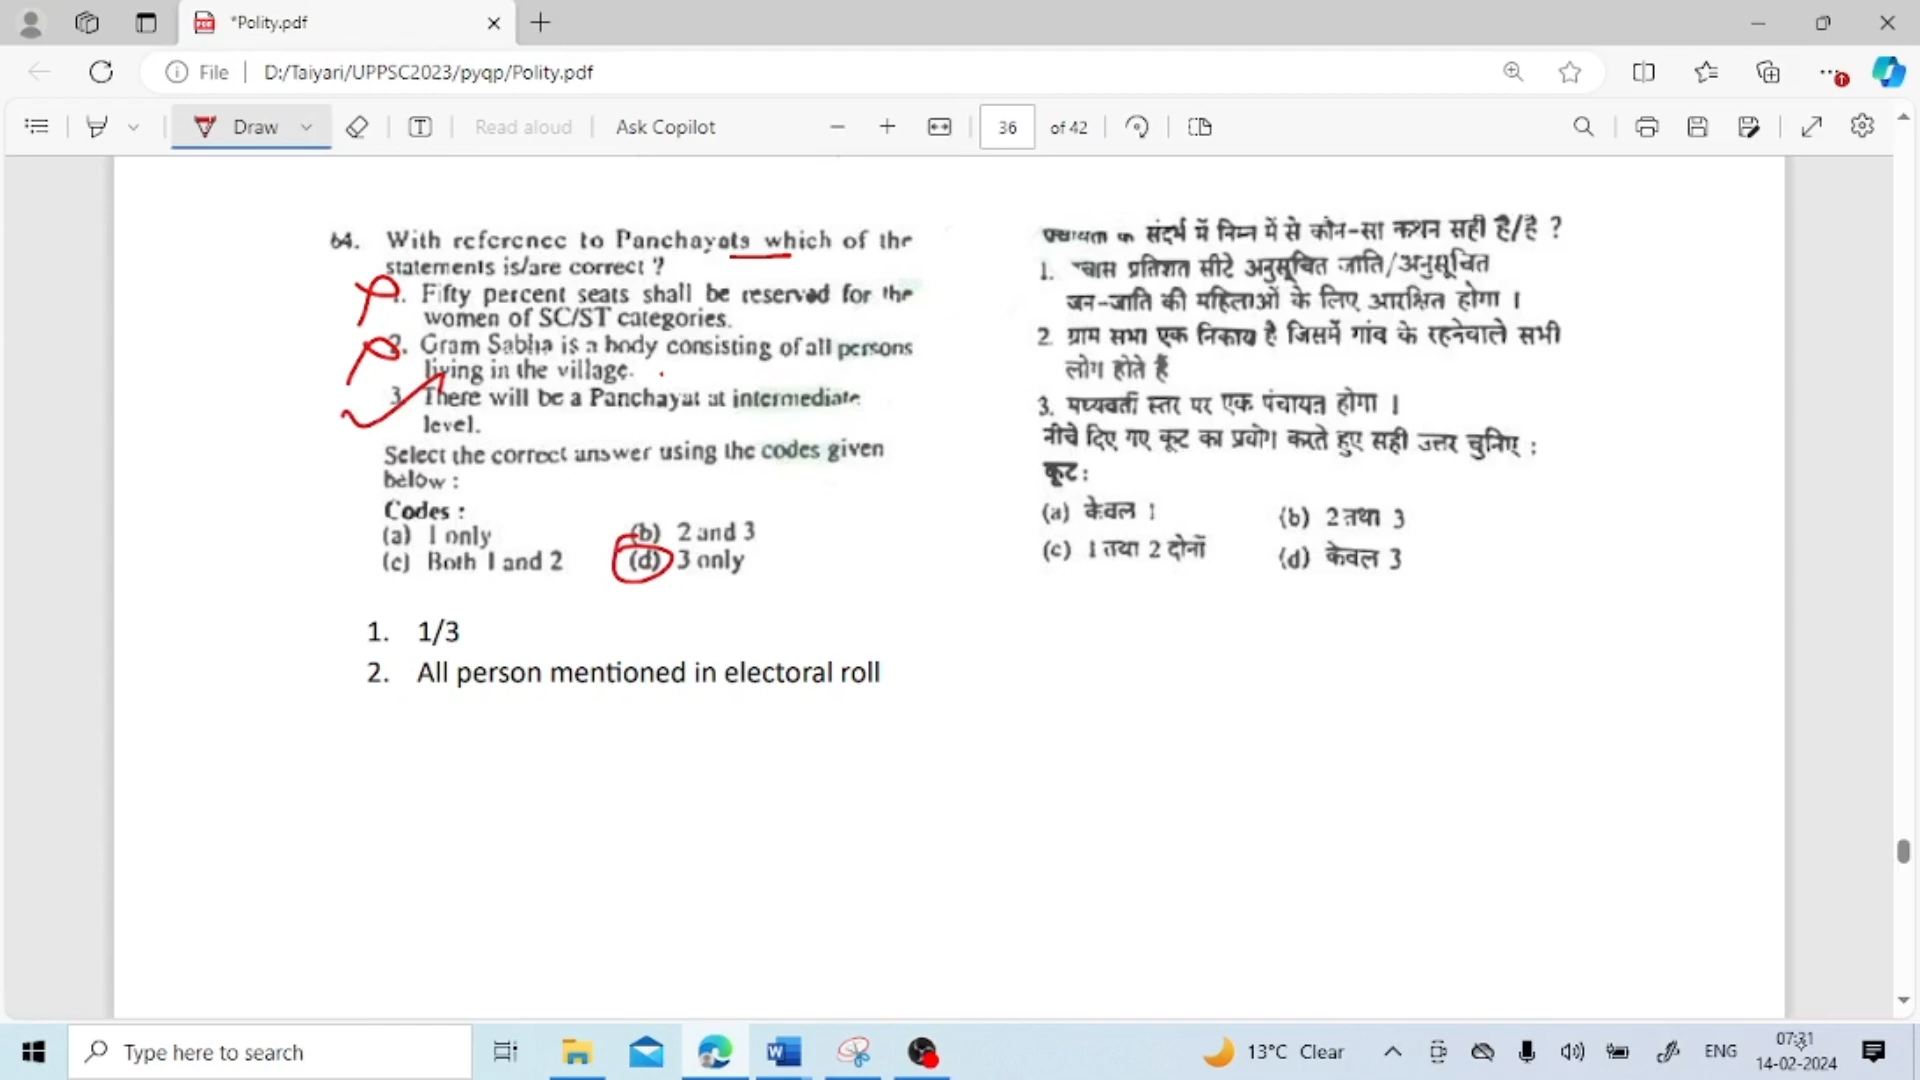 *Polity.pdf
File
D:/Taiyari/UPPSC2023/pyqp/Polity.pdf
Draw
Read aloud
Ask Copilot
36
of 42
64. With reference to Panchayats which of the
statements is/are correct ?
1. Fifty percent seats shall be reserved for the
women of SC/ST categories.
2. Gram Sabha is a body consisting of all persons
living in the village.
3. There will be a Panchayat at intermediate
level.
Select the correct answer using the codes given
below :
Codes :
(a) 1 only
(b) 2 and 3
(c) Both 1 and 2
(d) 3 only
संदर्भ में निम्न में से कौन-सा कथन सही है/है ?
1. प्रतिशत सीटे अनुसूचित जाति/अनुसूचित
जन-जाति की महिलाओं के लिए आरक्षित होगा ।
2 ग्राम सभा एक निकाय है जिसमें गांव के रहनेवाले सभी
लोग होते हैं
3. मध्यवर्ती स्तर पर एक पंचायत होगा ।
नीचे दिए गए कूट का प्रयोग करते हुए सही उत्तर चुनिए :
कूट :
(a) केवल 1
(b) 2 तथा 3
(c) 1 तथा 2 दोनों
(d) केवल 3
1. 1/3
2. All person mentioned in electoral roll
Type here to search
13°C Clear
ENG
07:31
14-02-2024